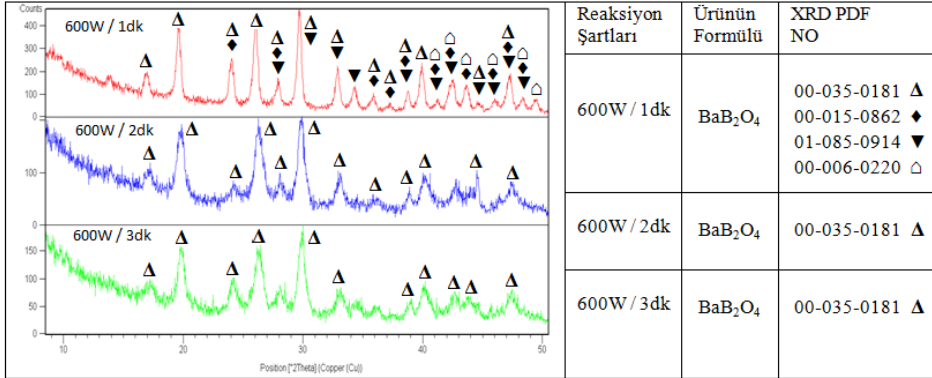 Counts
600W / 1dk
400
300
200
100
0
600W / 2dk
100
0
600W / 3dk
150
100
50
0
10 20 30 40 50
Position [°2Theta] (Copper (Cu))
Reaksiyon Şartları Ürünün Formülü XRD PDF NO
600W / 1dk BaB₂O₄ 00-035-0181 Δ
00-015-0862 ♦
01-085-0914 ▼
00-006-0220 ⌂
600W / 2dk BaB₂O₄ 00-035-0181 Δ
600W / 3dk BaB₂O₄ 00-035-0181 Δ